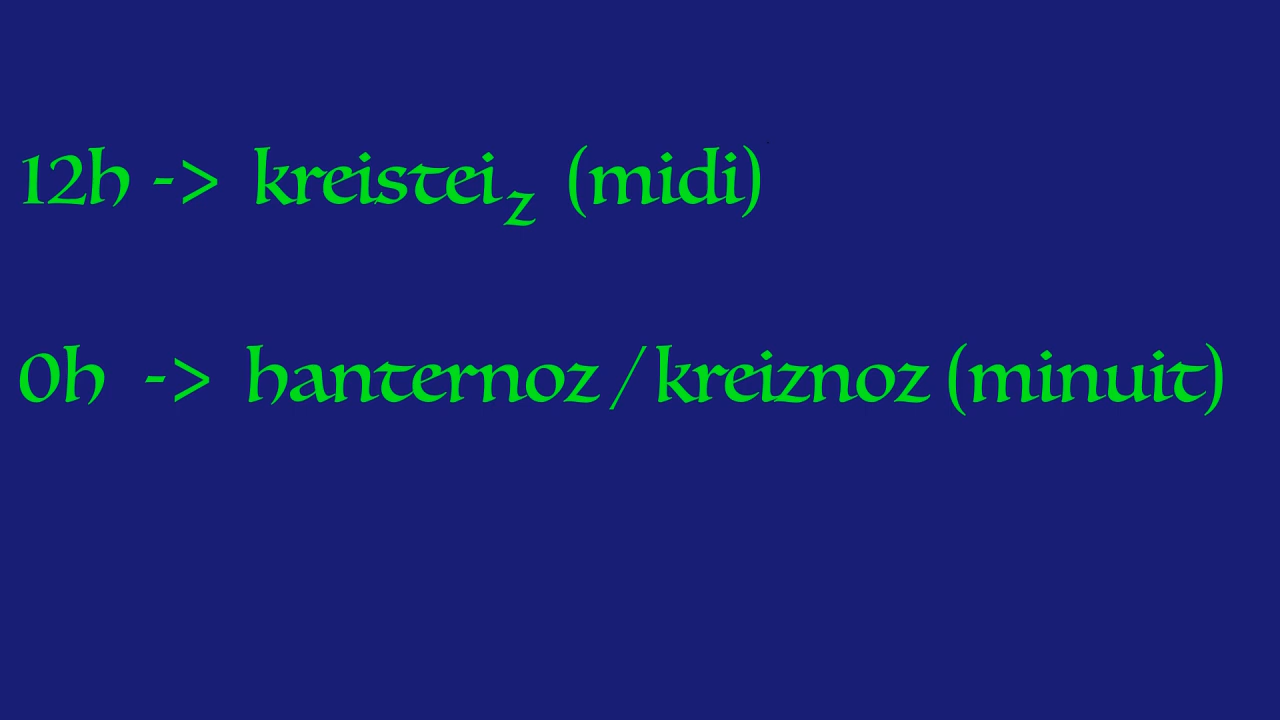 12h -> kreisteiz (midi)
0h -> hanternoz / kreiznoz (minuit)